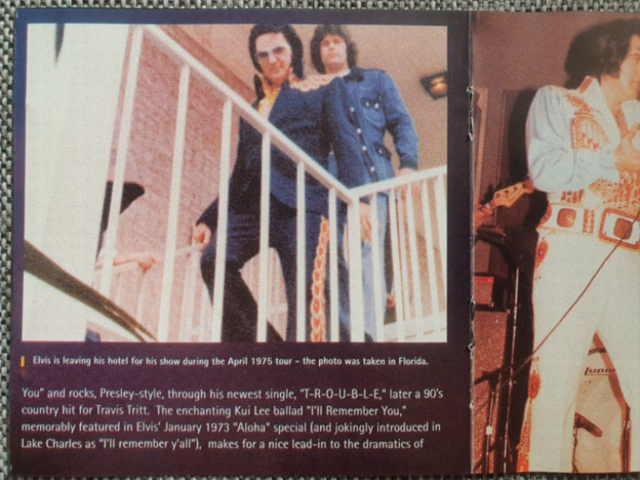 Elvis is leaving his hotel for his show during the April 1975 tour - the photo was taken in Florida.
You" and rocks, Presley-style, through his newest single, "T-R-O-U-B-L-E," later a 90's
country hit for Travis Tritt. The enchanting Kui Lee ballad "I'll Remember You,"
memorably featured in Elvis' January 1973 "Aloha" special (and jokingly introduced in
Lake Charles as "I'll remember y'all"), makes for a nice lead-in to the dramatics of